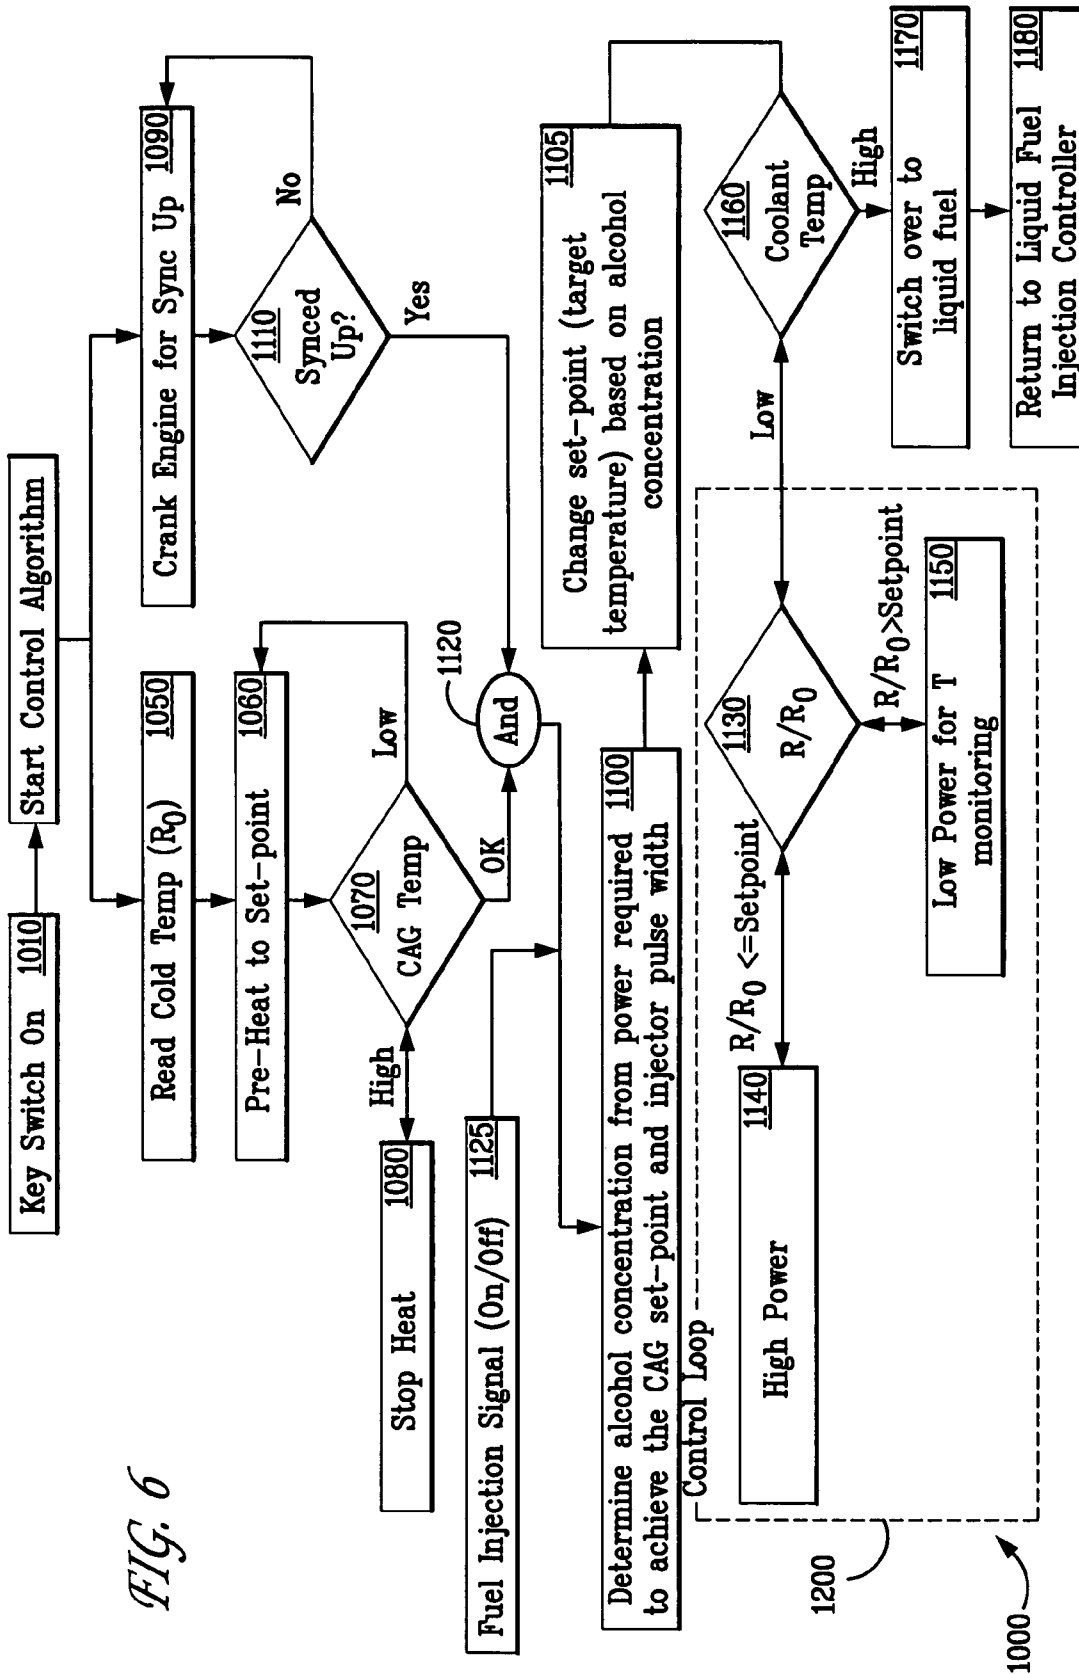 FIG. 6
Key Switch On 1010
Start Control Algorithm
Read Cold Temp (R0) 1050
Crank Engine for Sync Up 1090
Pre-Heat to Set-point 1060
1110
Synced
Up?
No
Yes
1070
CAG Temp
Low
High
OK
Stop Heat 1080
And
1120
Fuel Injection Signal (On/Off) 1125
Determine alcohol concentration from power required 1100
to achieve the CAG set-point and injector pulse width
Change set-point (target 1105
temperature) based on alcohol
concentration
Control Loop
1130
R/R0
R/R0 <=Setpoint
1140
High Power
R/R0>Setpoint
Low Power for T 1150
monitoring
Low
1160
Coolant
Temp
High
Switch over to 1170
liquid fuel
Return to Liquid Fuel 1180
Injection Controller
1200
1000